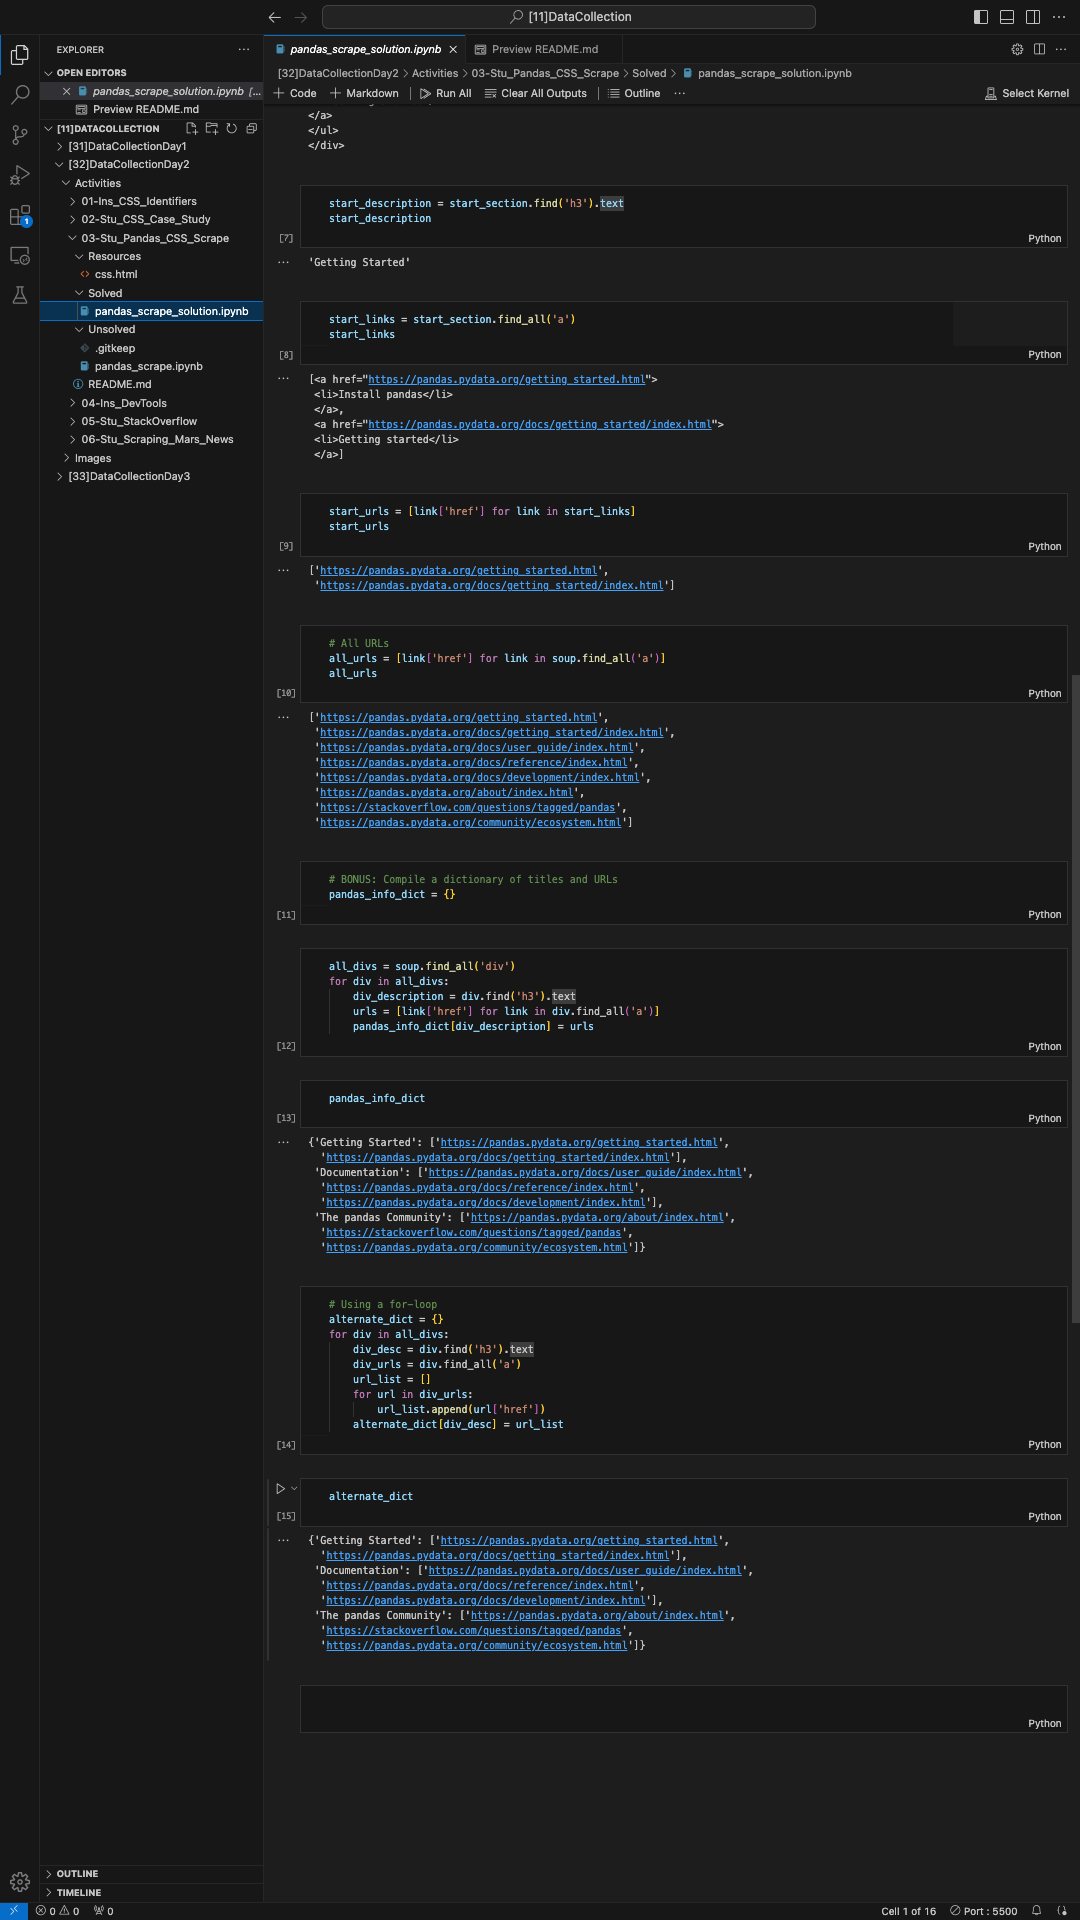 [11]DataCollection
EXPLORER
OPEN EDITORS
pandas_scrape_solution.ipynb [...
Preview README.md
[11]DATACOLLECTION
[31]DataCollectionDay1
[32]DataCollectionDay2
Activities
01-Ins_CSS_Identifiers
02-Stu_CSS_Case_Study
03-Stu_Pandas_CSS_Scrape
Resources
css.html
Solved
pandas_scrape_solution.ipynb
Unsolved
.gitkeep
pandas_scrape.ipynb
README.md
04-Ins_DevTools
05-Stu_StackOverflow
06-Stu_Scraping_Mars_News
Images
[33]DataCollectionDay3
OUTLINE
TIMELINE
1
pandas_scrape_solution.ipynb
Preview README.md
[32]DataCollectionDay2 > Activities > 03-Stu_Pandas_CSS_Scrape > Solved > pandas_scrape_solution.ipynb
+ Code + Markdown | Run All Clear All Outputs | Outline ... Select Kernel
</a>
</ul>
</div>
start_description = start_section.find('h3').text
start_description
[7] Python
'Getting Started'
start_links = start_section.find_all('a')
start_links
[8] Python
[<a href="https://pandas.pydata.org/getting_started.html">
<li>Install pandas</li>
</a>,
<a href="https://pandas.pydata.org/docs/getting_started/index.html">
<li>Getting started</li>
</a>]
start_urls = [link['href'] for link in start_links]
start_urls
[9] Python
['https://pandas.pydata.org/getting_started.html',
'https://pandas.pydata.org/docs/getting_started/index.html']
# All URLs
all_urls = [link['href'] for link in soup.find_all('a')]
all_urls
[10] Python
['https://pandas.pydata.org/getting_started.html',
'https://pandas.pydata.org/docs/getting_started/index.html',
'https://pandas.pydata.org/docs/user_guide/index.html',
'https://pandas.pydata.org/docs/reference/index.html',
'https://pandas.pydata.org/docs/development/index.html',
'https://pandas.pydata.org/about/index.html',
'https://stackoverflow.com/questions/tagged/pandas',
'https://pandas.pydata.org/community/ecosystem.html']
# BONUS: Compile a dictionary of titles and URLs
pandas_info_dict = {}
[11] Python
all_divs = soup.find_all('div')
for div in all_divs:
div_description = div.find('h3').text
urls = [link['href'] for link in div.find_all('a')]
pandas_info_dict[div_description] = urls
[12] Python
pandas_info_dict
[13] Python
{'Getting Started': ['https://pandas.pydata.org/getting_started.html',
'https://pandas.pydata.org/docs/getting_started/index.html'],
'Documentation': ['https://pandas.pydata.org/docs/user_guide/index.html',
'https://pandas.pydata.org/docs/reference/index.html',
'https://pandas.pydata.org/docs/development/index.html'],
'The pandas Community': ['https://pandas.pydata.org/about/index.html',
'https://stackoverflow.com/questions/tagged/pandas',
'https://pandas.pydata.org/community/ecosystem.html']}
# Using a for-loop
alternate_dict = {}
for div in all_divs:
div_desc = div.find('h3').text
div_urls = div.find_all('a')
url_list = []
for url in div_urls:
url_list.append(url['href'])
alternate_dict[div_desc] = url_list
[14] Python
alternate_dict
[15] Python
{'Getting Started': ['https://pandas.pydata.org/getting_started.html',
'https://pandas.pydata.org/docs/getting_started/index.html'],
'Documentation': ['https://pandas.pydata.org/docs/user_guide/index.html',
'https://pandas.pydata.org/docs/reference/index.html',
'https://pandas.pydata.org/docs/development/index.html'],
'The pandas Community': ['https://pandas.pydata.org/about/index.html',
'https://stackoverflow.com/questions/tagged/pandas',
'https://pandas.pydata.org/community/ecosystem.html']}
Python
0 0 0 Cell 1 of 16 Port : 5500